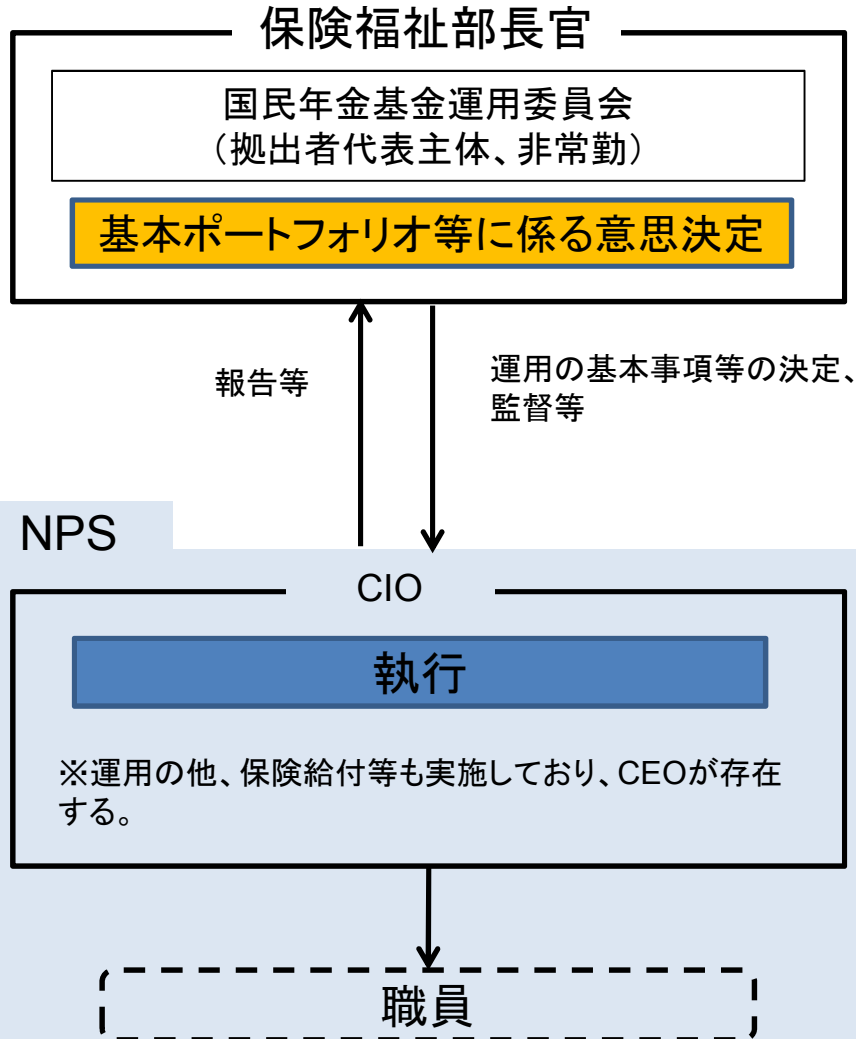 保険福祉部長官
国民年金基金運用委員会
（拠出者代表主体、非常勤）
基本ポートフォリオ等に係る意思決定
報告等
運用の基本事項等の決定、
監督等
NPS
CIO
執行
※運用の他、保険給付等も実施しており、CEOが存在
する。
職員